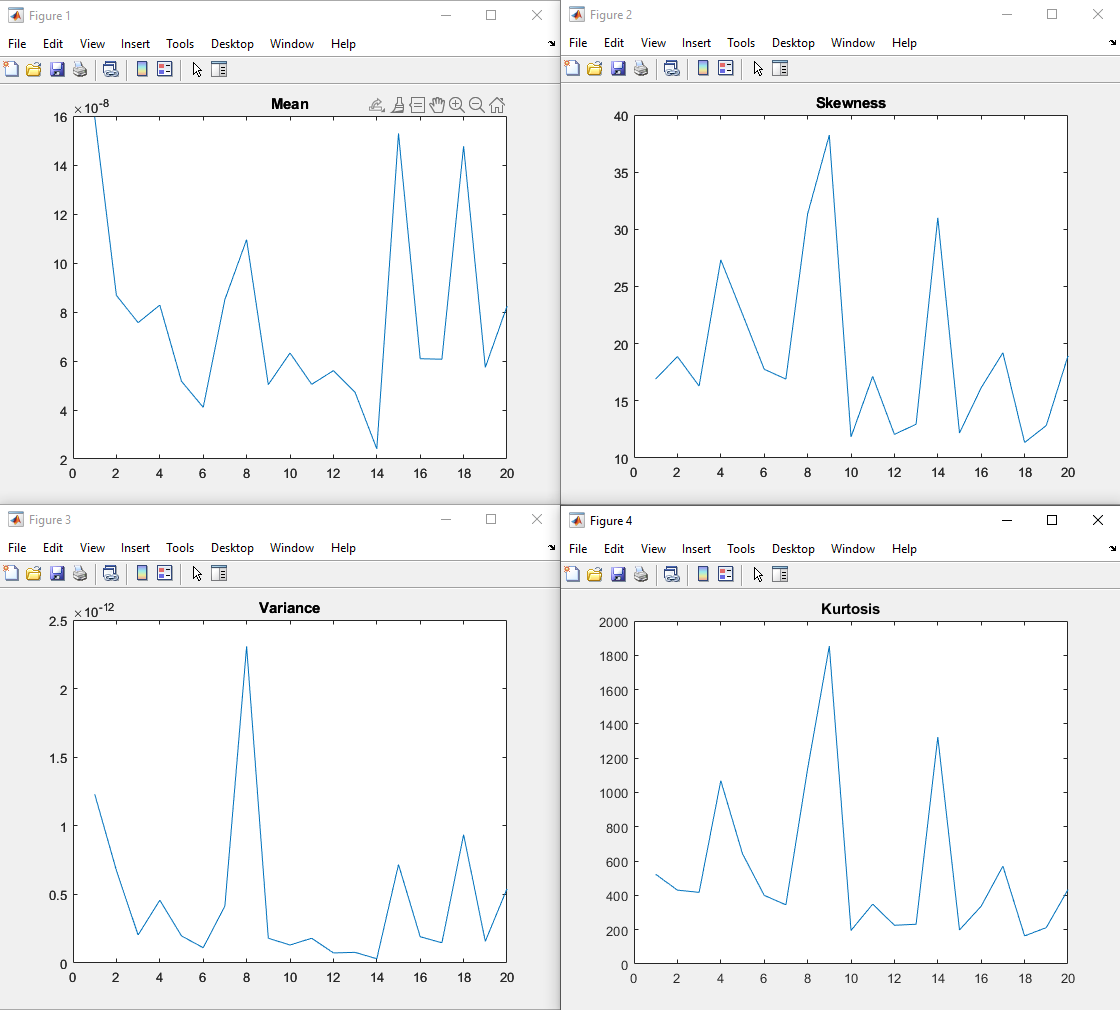 Figure 1
File Edit View Insert Tools Desktop Window Help
×10-8
Mean
16
14
12
10
8
6
4
2
0 2 4 6 8 10 12 14 16 18 20
Figure 2
File Edit View Insert Tools Desktop Window Help
Skewness
40
35
30
25
20
15
10
0 2 4 6 8 10 12 14 16 18 20
Figure 3
File Edit View Insert Tools Desktop Window Help
×10-12
Variance
2.5
2
1.5
1
0.5
0
0 2 4 6 8 10 12 14 16 18 20
Figure 4
File Edit View Insert Tools Desktop Window Help
Kurtosis
2000
1800
1600
1400
1200
1000
800
600
400
200
0
0 2 4 6 8 10 12 14 16 18 20